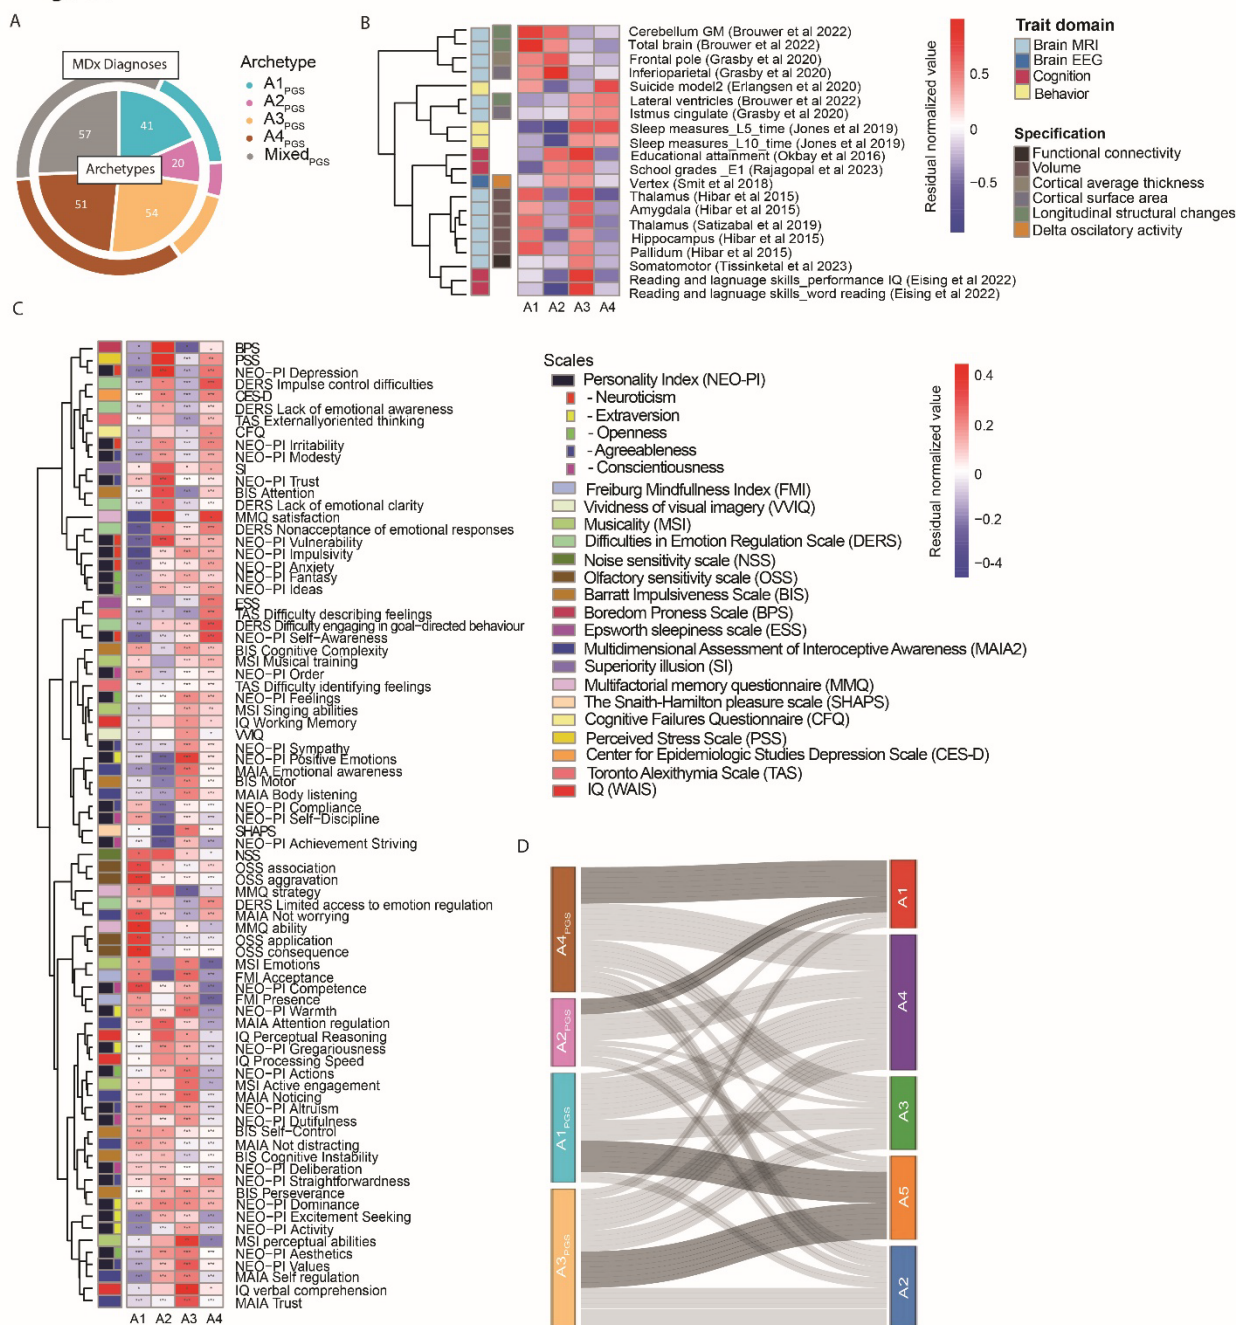 A
MDx Diagnoses
57
41
20
54
51
Archetypes
Archetype
A1PGS
A2PGS
A3PGS
A4PGS
MixedPGS
B
Cerebellum GM (Brouwer et al 2022)
Total brain (Brouwer et al 2022)
Frontal pole (Grasby et al 2020)
Inferioparietal (Grasby et al 2020)
Suicide model2 (Erlangsen et al 2020)
Lateral ventricles (Brouwer et al 2022)
Istmus cingulate (Grasby et al 2020)
Sleep measures_L5_time (Jones et al 2019)
Sleep measures_L10_time (Jones et al 2019)
Educational attainment (Okbay et al 2016)
School grades _E1 (Rajagopal et al 2023)
Vertex (Smit et al 2018)
Thalamus (Hibar et al 2015)
Amygdala (Hibar et al 2015)
Thalamus (Satizabal et al 2019)
Hippocampus (Hibar et al 2015)
Pallidum (Hibar et al 2015)
Somatomotor (Tissinketal et al 2023)
Reading and lagnuage skills_performance IQ (Eising et al 2022)
Reading and lagnuage skills_word reading (Eising et al 2022)
A1 A2 A3 A4
Residual normalized value
0.5
0
−0.5
Trait domain
Brain MRI
Brain EEG
Cognition
Behavior
Specification
Functional connectivity
Volume
Cortical average thickness
Cortical surface area
Longitudinal structural changes
Delta oscilatory activity
C
BPS
PSS
NEO−PI Depression
DERS Impulse control difficulties
CES-D
DERS Lack of emotional awareness
TAS Externallyoriented thinking
CFQ
NEO−PI Irritability
NEO−PI Modesty
SI
NEO−PI Trust
BIS Attention
DERS Lack of emotional clarity
MMQ satisfaction
DERS Nonacceptance of emotional responses
NEO−PI Vulnerability
NEO−PI Impulsivity
NEO−PI Anxiety
NEO−PI Fantasy
NEO−PI Ideas
ESS
TAS Difficulty describing feelings
DERS Difficulty engaging in goal-directed behaviour
NEO−PI Self−Awareness
BIS Cognitive Complexity
MSI Musical training
NEO−PI Order
TAS Difficulty identifying feelings
NEO−PI Feelings
MSI Singing abilities
IQ Working Memory
VVIQ
NEO−PI Sympathy
NEO−PI Positive Emotions
MAIA Emotional awareness
BIS Motor
MAIA Body listening
NEO−PI Compliance
NEO−PI Self−Discipline
SHAPS
NEO−PI Achievement Striving
NSS
OSS association
OSS aggravation
MMQ strategy
DERS Limited access to emotion regulation
MAIA Not worrying
MMQ ability
OSS application
OSS consequence
MSI Emotions
FMI Acceptance
NEO−PI Competence
FMI Presence
NEO−PI Warmth
MAIA Attention regulation
IQ Perceptual Reasoning
NEO−PI Gregariousness
IQ Processing Speed
NEO−PI Actions
MSI Active engagement
MAIA Noticing
NEO−PI Altruism
NEO−PI Dutifulness
BIS Self−Control
MAIA Not distracting
BIS Cognitive Instability
NEO−PI Deliberation
NEO−PI Straightforwardness
BIS Perseverance
NEO−PI Dominance
NEO−PI Excitement Seeking
NEO−PI Activity
MSI perceptual abilities
NEO−PI Aesthetics
NEO−PI Values
MAIA Self regulation
IQ verbal comprehension
MAIA Trust
A1 A2 A3 A4
Scales
Personality Index (NEO-PI)
- Neuroticism
- Extraversion
- Openness
- Agreeableness
- Conscientiousness
Freiburg Mindfullness Index (FMI)
Vividness of visual imagery (VVIQ)
Musicality (MSI)
Difficulties in Emotion Regulation Scale (DERS)
Noise sensitivity scale (NSS)
Olfactory sensitivity scale (OSS)
Barratt Impulsiveness Scale (BIS)
Boredom Proness Scale (BPS)
Epsworth sleepiness scale (ESS)
Multidimensional Assessment of Interoceptive Awareness (MAIA2)
Superiority illusion (SI)
Multifactorial memory questionnaire (MMQ)
The Snaith-Hamilton pleasure scale (SHAPS)
Cognitive Failures Questionnaire (CFQ)
Perceived Stress Scale (PSS)
Center for Epidemiologic Studies Depression Scale (CES-D)
Toronto Alexithymia Scale (TAS)
IQ (WAIS)
Residual normalized value
0.4
0.2
0
−0.2
−0.4
D
A4PGS
A2PGS
A1PGS
A3PGS
A1
A4
A3
A5
A2